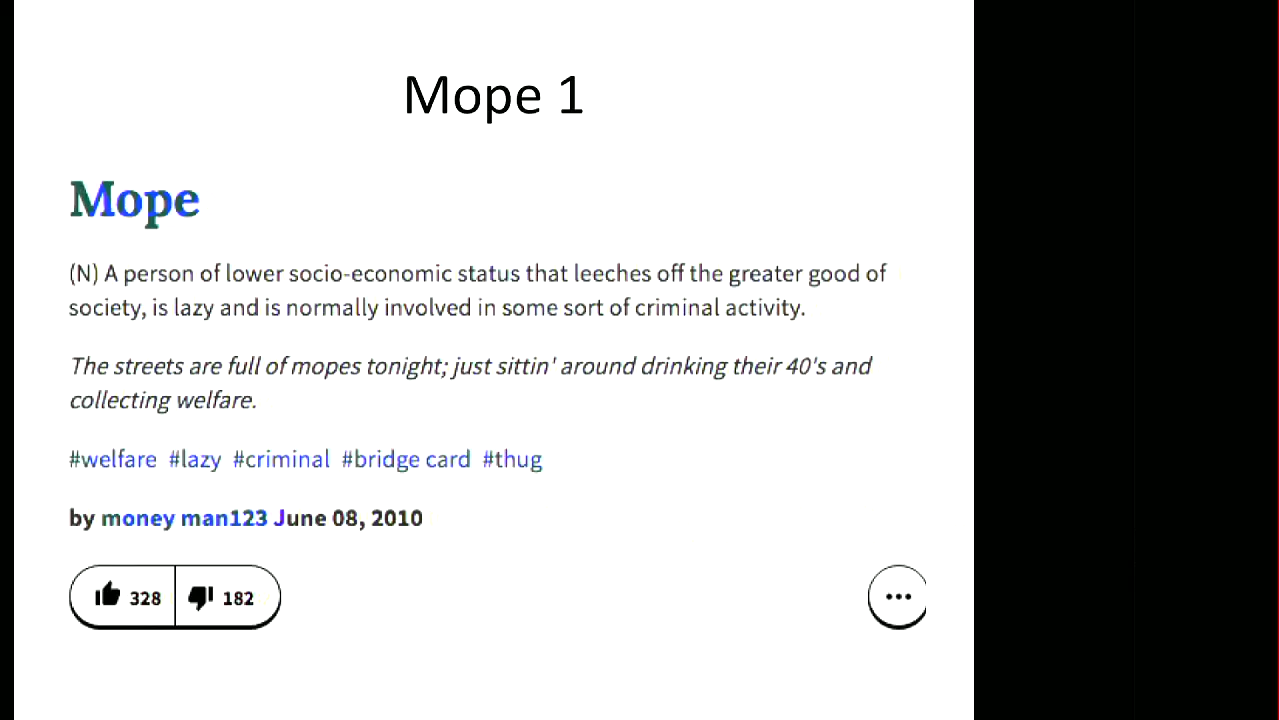 Mope 1
Mope
(N) A person of lower socio-economic status that leeches off the greater good of
society, is lazy and is normally involved in some sort of criminal activity.
The streets are full of mopes tonight; just sittin' around drinking their 40's and
collecting welfare.
#welfare #lazy #criminal #bridge card #thug
by money man123 June 08, 2010
328 182